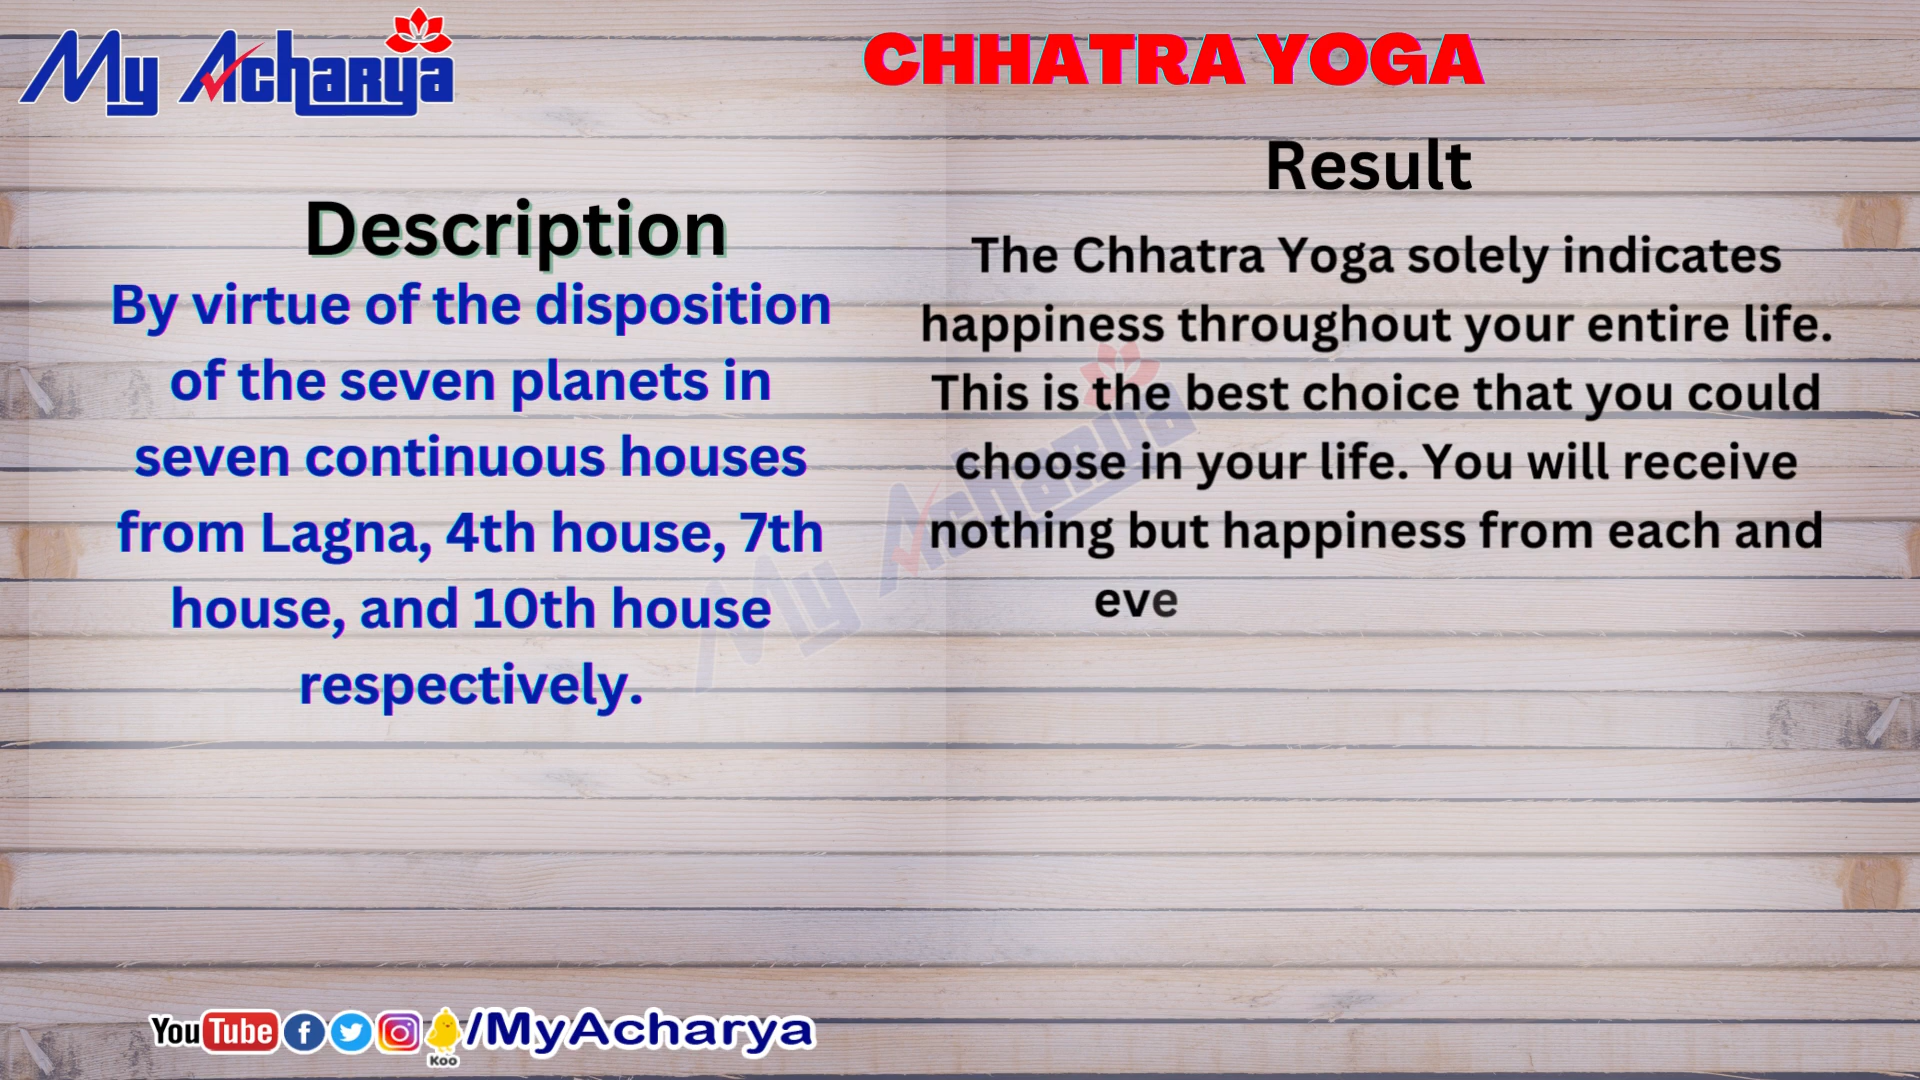 My Acharya
CHHATRA YOGA
Description
By virtue of the disposition
of the seven planets in
seven continuous houses
from Lagna, 4th house, 7th
house, and 10th house
respectively.
Result
The Chhatra Yoga solely indicates
happiness throughout your entire life.
This is the best choice that you could
choose in your life. You will receive
nothing but happiness from each and
eve
My Acharya
YouTube Koo /MyAcharya